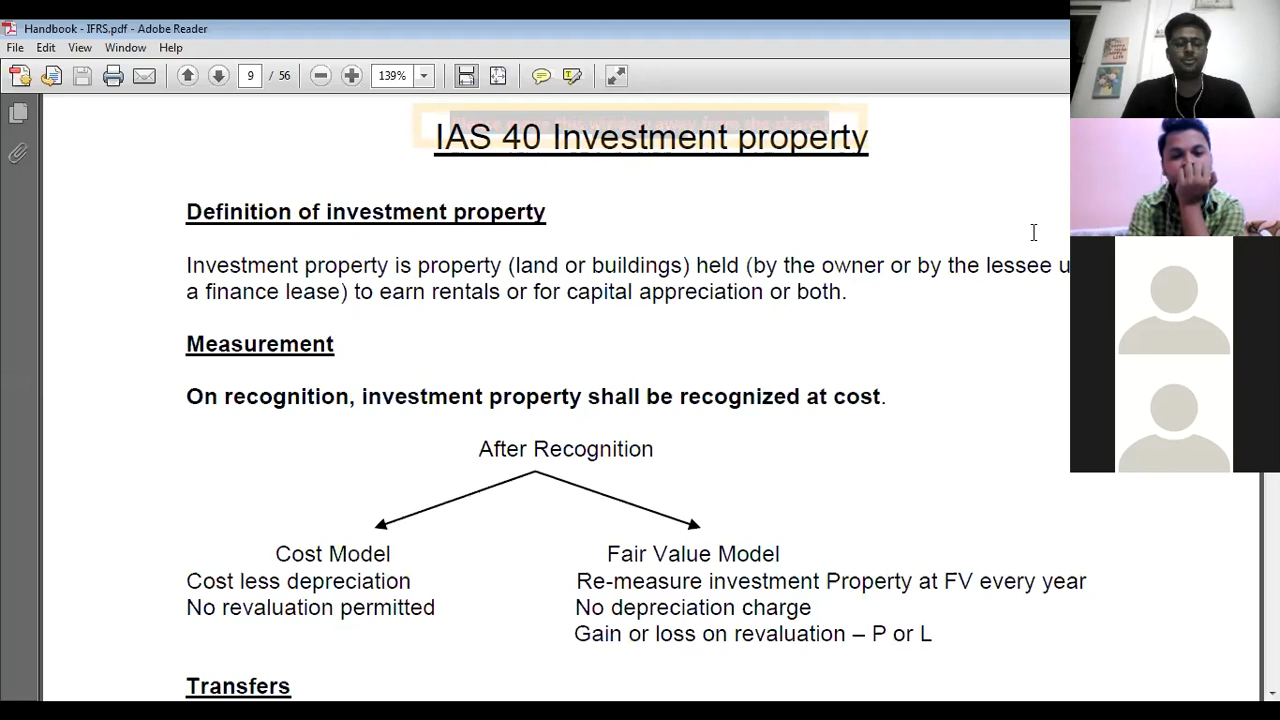 Handbook - IFRS.pdf - Adobe Reader
File Edit View Window Help
9 / 56 139%
IAS 40 Investment property
Definition of investment property
Investment property is property (land or buildings) held (by the owner or by the lessee u
a finance lease) to earn rentals or for capital appreciation or both.
Measurement
On recognition, investment property shall be recognized at cost.
After Recognition
Cost Model Fair Value Model
Cost less depreciation Re-measure investment Property at FV every year
No revaluation permitted No depreciation charge
Gain or loss on revaluation – P or L
Transfers